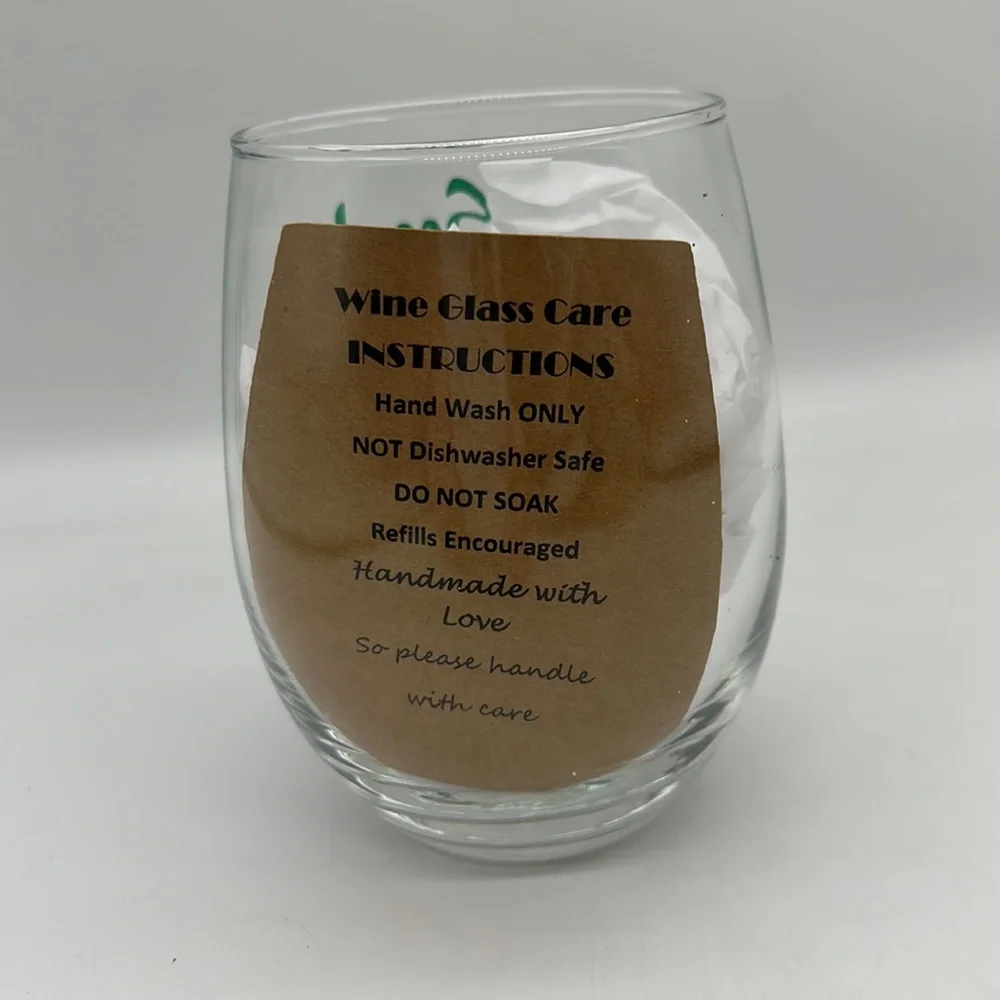 Wine Glass Care
INSTRUCTIONS
Hand Wash ONLY
NOT Dishwasher Safe
DO NOT SOAK
Refills Encouraged
Handmade with
Love
So please handle
with care